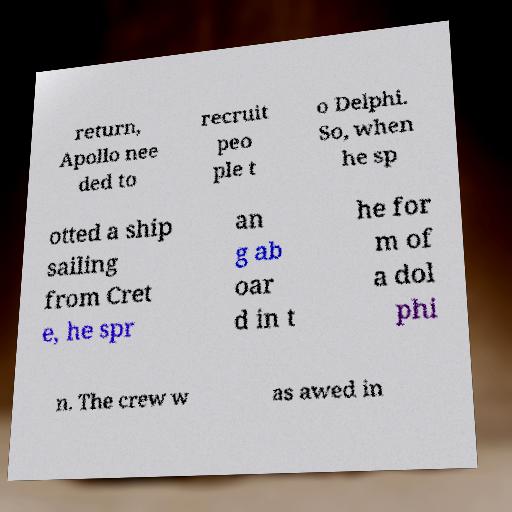 return,
Apollo nee
ded to
recruit
peo
ple t
o Delphi.
So, when
he sp
otted a ship
sailing
from Cret
e, he spr
an
g ab
oar
d in t
he for
m of
a dol
phi
n. The crew w
as awed in